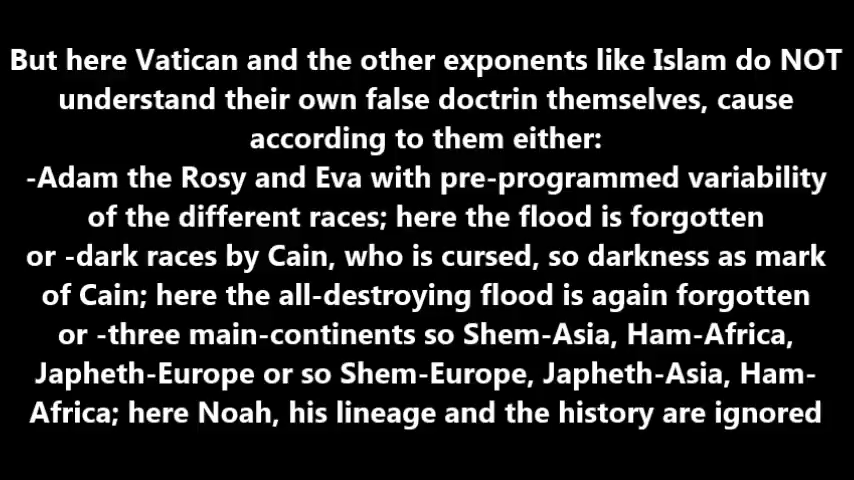 But here Vatican and the other exponents like Islam do NOT
understand their own false doctrin themselves, cause
according to them either:
-Adam the Rosy and Eva with pre-programmed variability
of the different races; here the flood is forgotten
or -dark races by Cain, who is cursed, so darkness as mark
of Cain; here the all-destroying flood is again forgotten
or -three main-continents so Shem-Asia, Ham-Africa,
Japheth-Europe or so Shem-Europe, Japheth-Asia, Ham-
Africa; here Noah, his lineage and the history are ignored